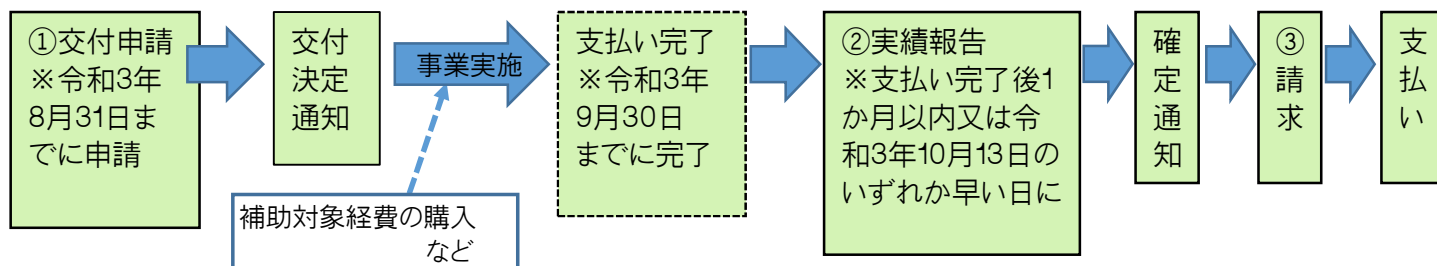 ①交付申請
※令和3年
8月31日ま
でに申請
交付
決定
通知
事業実施
補助対象経費の購入
など
支払い完了
※令和3年
9月30日
までに完了
②実績報告
※支払い完了後1
か月以内又は令
和3年10月13日の
いずれか早い日に
確
定
通
知
③
請
求
支
払
い